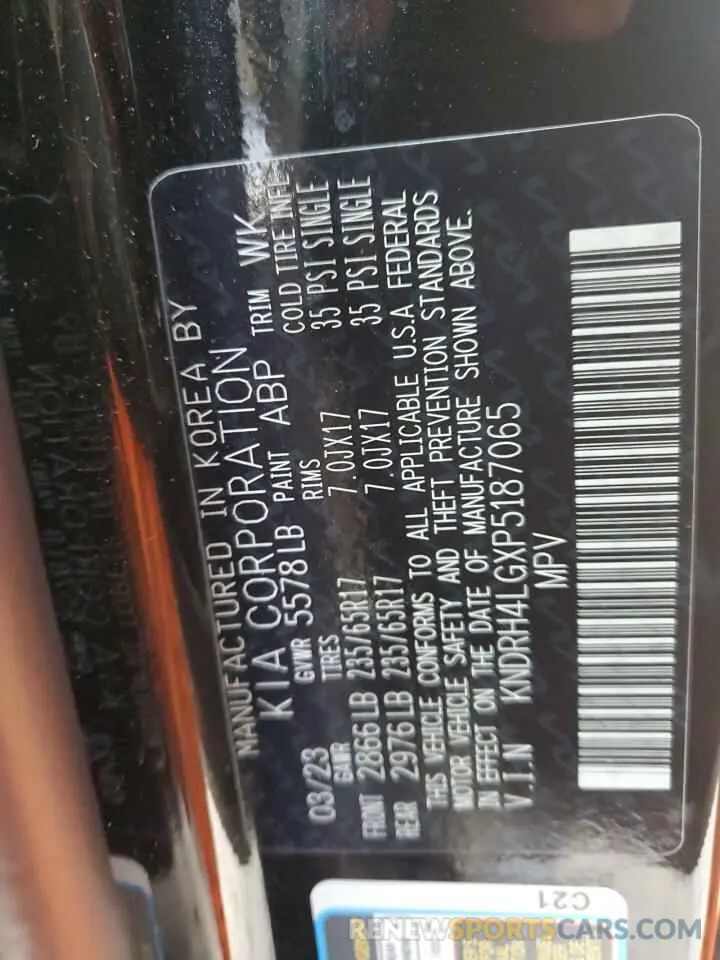 MANUFACTURED IN KOREA BY
KIA CORPORATION
03/23 GVWR 5578LB PAINT ABP TRIM WK
GAWR TIRES RIMS COLD TIRE INFL
FRONT 2866LB 235/65R17 7.0JX17 35 PSI SINGLE
REAR 2976LB 235/65R17 7.0JX17 35 PSI SINGLE
THIS VEHICLE CONFORMS TO ALL APPLICABLE U.S.A FEDERAL
MOTOR VEHICLE SAFETY AND THEFT PREVENTION STANDARDS
IN EFFECT ON THE DATE OF MANUFACTURE SHOWN ABOVE.
V.I.N KNDRH4LGXP5187065
MPV
C21
RENEWSPORTSCARS.COM